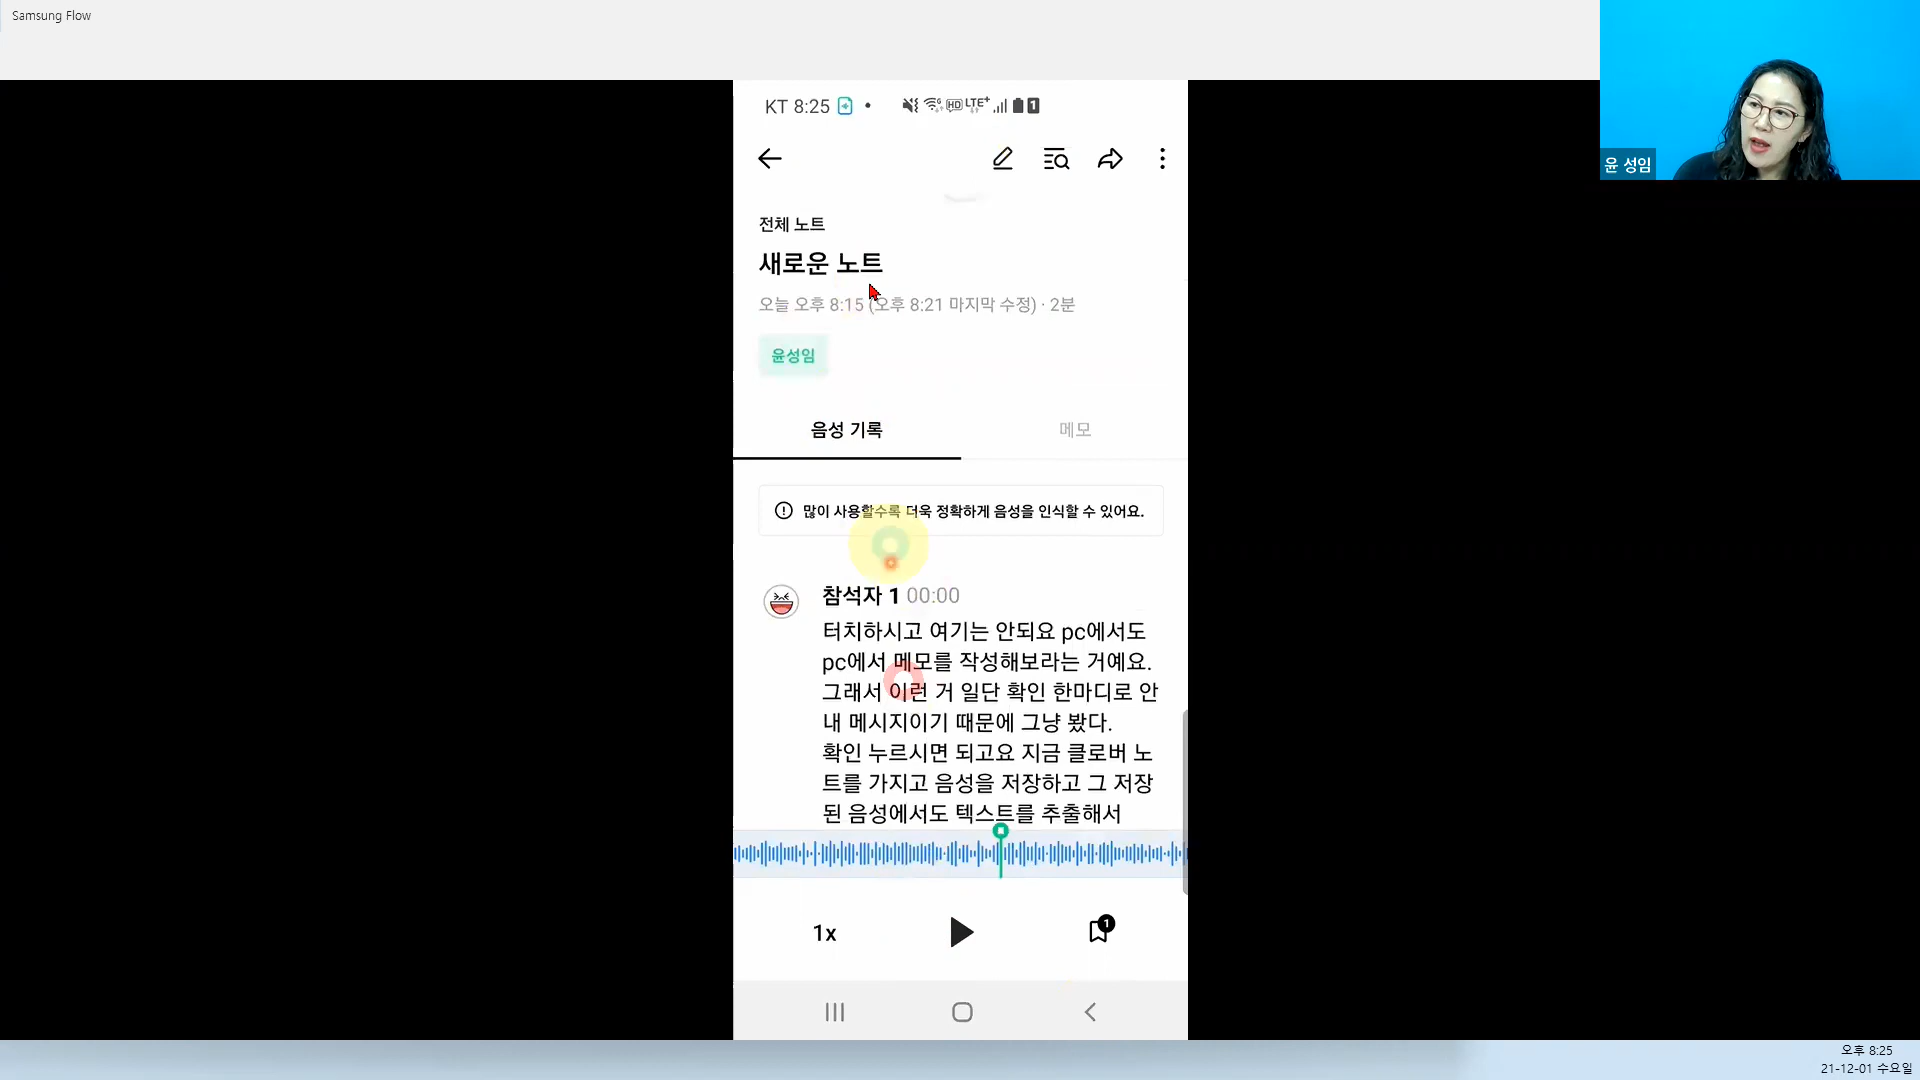 Samsung Flow
윤 성임
KT 8:25
HD LTE+ 1
전체 노트
새로운 노트
오늘 오후 8:15 (오후 8:21 마지막 수정) · 2분
윤성임
음성 기록
메모
많이 사용할수록 더욱 정확하게 음성을 인식할 수 있어요.
참석자 1 00:00
터치하시고 여기는 안되요 pc에서도
pc에서 메모를 작성해보라는 거예요.
그래서 이런 거 일단 확인 한마디로 안
내 메시지이기 때문에 그냥 봤다.
확인 누르시면 되고요 지금 클로버 노
트를 가지고 음성을 저장하고 그 저장
된 음성에서도 텍스트를 추출해서
1x
1
오후 8:25
21-12-01 수요일